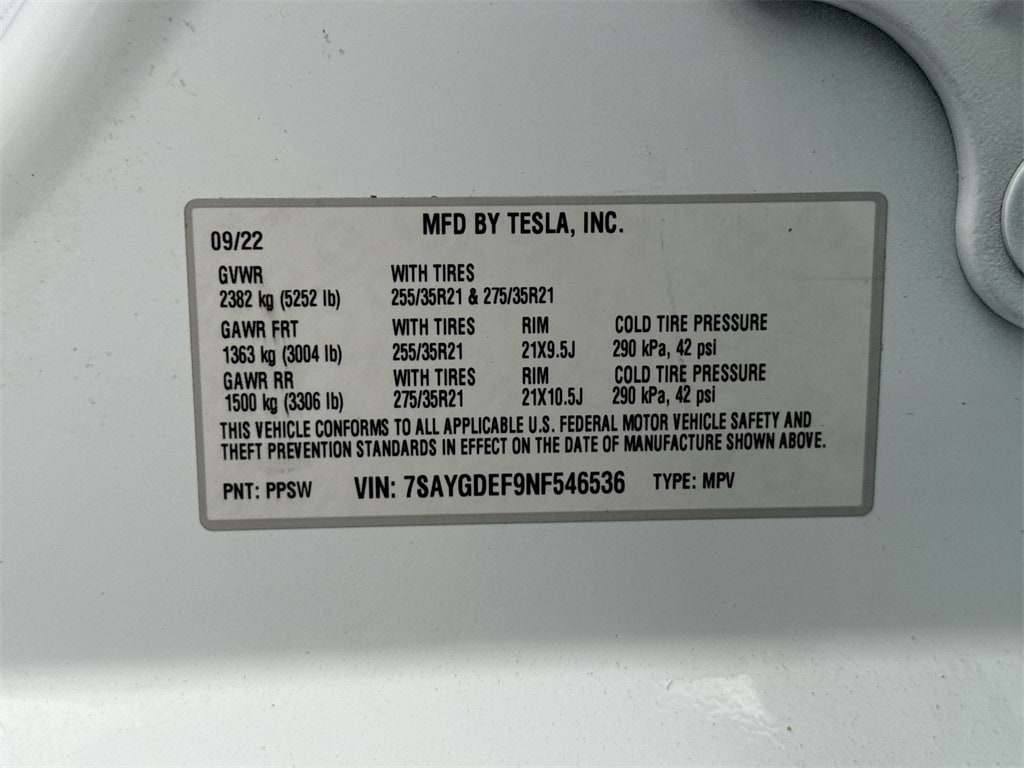 MFD BY TESLA, INC.
09/22
GVWR WITH TIRES
2382 kg (5252 lb) 255/35R21 & 275/35R21
GAWR FRT WITH TIRES RIM COLD TIRE PRESSURE
1363 kg (3004 lb) 255/35R21 21X9.5J 290 kPa, 42 psi
GAWR RR WITH TIRES RIM COLD TIRE PRESSURE
1500 kg (3306 lb) 275/35R21 21X10.5J 290 kPa, 42 psi
THIS VEHICLE CONFORMS TO ALL APPLICABLE U.S. FEDERAL MOTOR VEHICLE SAFETY AND
THEFT PREVENTION STANDARDS IN EFFECT ON THE DATE OF MANUFACTURE SHOWN ABOVE.
PNT: PPSW VIN: 7SAYGDEF9NF546536 TYPE: MPV